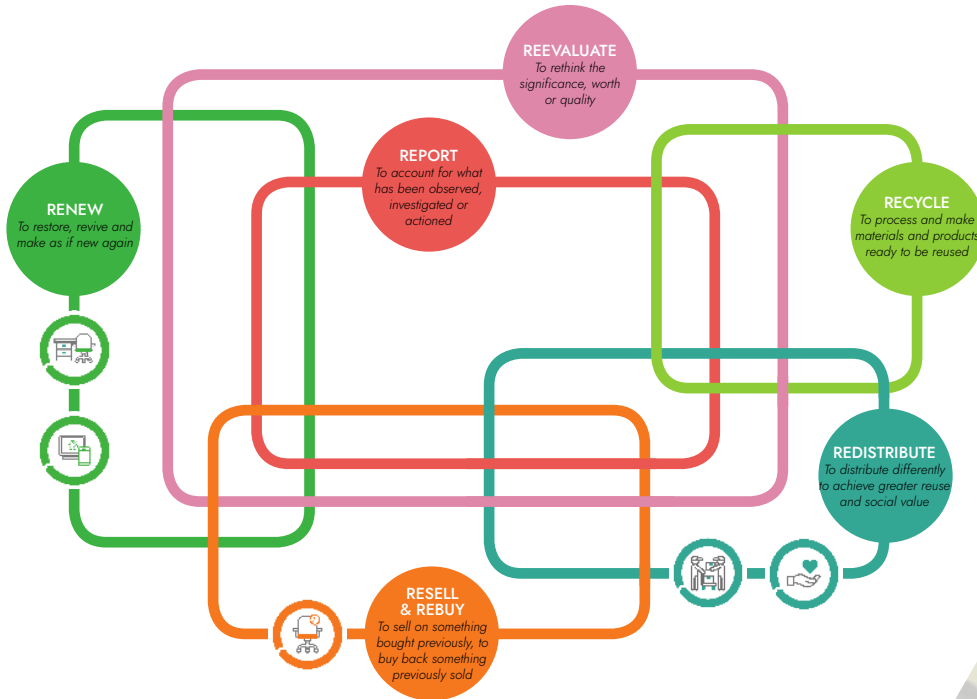 REEVALUATE
To rethink the
significance, worth
or quality
REPORT
To account for what
has been observed,
investigated or
actioned
RENEW
To restore, revive and
make as if new again
RECYCLE
To process and make
materials and products
ready to be reused
REDISTRIBUTE
To distribute differently
to achieve greater reuse
and social value
RESELL
& REBUY
To sell on something
bought previously, to
buy back something
previously sold